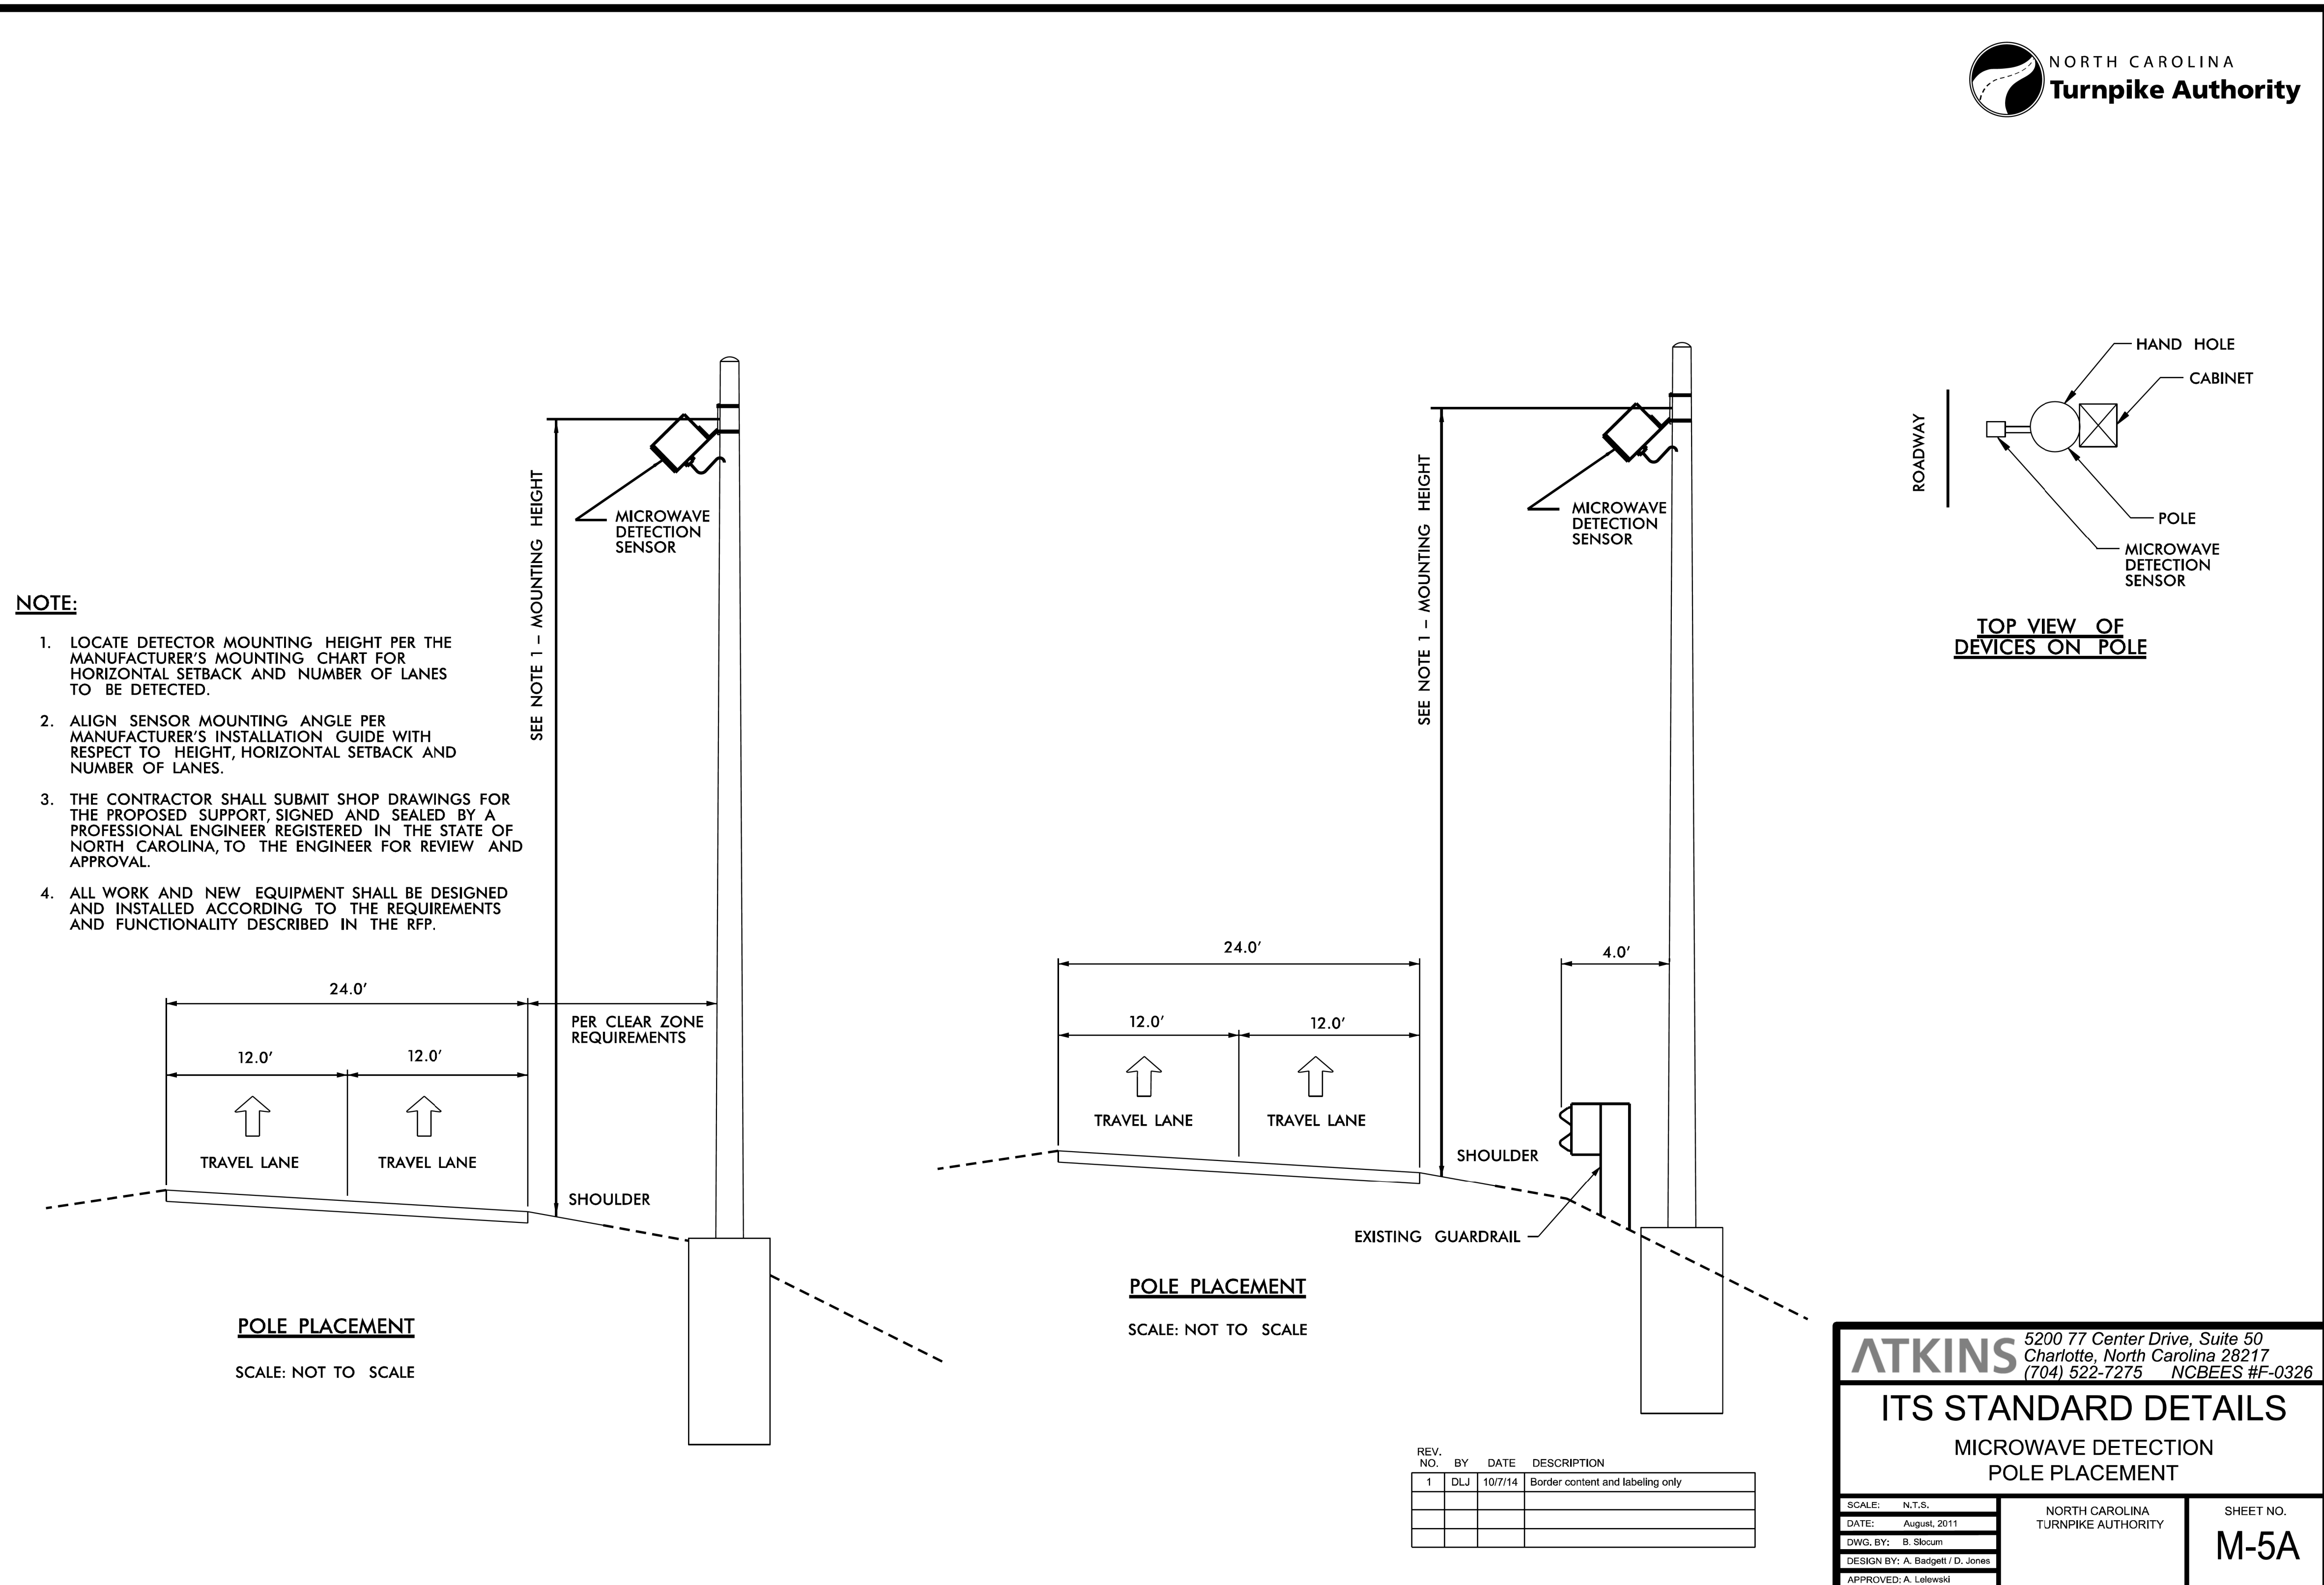 NORTH CAROLINA
Turnpike Authority
HAND HOLE
CABINET
ROADWAY
POLE
MICROWAVE
DETECTION
SENSOR
TOP VIEW OF
DEVICES ON POLE
SEE NOTE 1 – MOUNTING HEIGHT
MICROWAVE
DETECTION
SENSOR
SEE NOTE 1 – MOUNTING HEIGHT
MICROWAVE
DETECTION
SENSOR
NOTE:
1. LOCATE DETECTOR MOUNTING HEIGHT PER THE
MANUFACTURER'S MOUNTING CHART FOR
HORIZONTAL SETBACK AND NUMBER OF LANES
TO BE DETECTED.
2. ALIGN SENSOR MOUNTING ANGLE PER
MANUFACTURER'S INSTALLATION GUIDE WITH
RESPECT TO HEIGHT, HORIZONTAL SETBACK AND
NUMBER OF LANES.
3. THE CONTRACTOR SHALL SUBMIT SHOP DRAWINGS FOR
THE PROPOSED SUPPORT, SIGNED AND SEALED BY A
PROFESSIONAL ENGINEER REGISTERED IN THE STATE OF
NORTH CAROLINA, TO THE ENGINEER FOR REVIEW AND
APPROVAL.
4. ALL WORK AND NEW EQUIPMENT SHALL BE DESIGNED
AND INSTALLED ACCORDING TO THE REQUIREMENTS
AND FUNCTIONALITY DESCRIBED IN THE RFP.
24.0'
PER CLEAR ZONE
REQUIREMENTS
12.0' 12.0'
TRAVEL LANE TRAVEL LANE
SHOULDER
POLE PLACEMENT
SCALE: NOT TO SCALE
24.0'
4.0'
12.0' 12.0'
TRAVEL LANE TRAVEL LANE
SHOULDER
EXISTING GUARDRAIL
POLE PLACEMENT
SCALE: NOT TO SCALE
REV.
NO. BY DATE DESCRIPTION
1 DLJ 10/7/14 Border content and labeling only
ATKINS
5200 77 Center Drive, Suite 50
Charlotte, North Carolina 28217
(704) 522-7275 NCBEES #F-0326
ITS STANDARD DETAILS
MICROWAVE DETECTION
POLE PLACEMENT
SCALE: N.T.S.
DATE: August, 2011
DWG. BY: B. Slocum
DESIGN BY: A. Badgett / D. Jones
APPROVED: A. Lelewski
NORTH CAROLINA
TURNPIKE AUTHORITY
SHEET NO.
M-5A